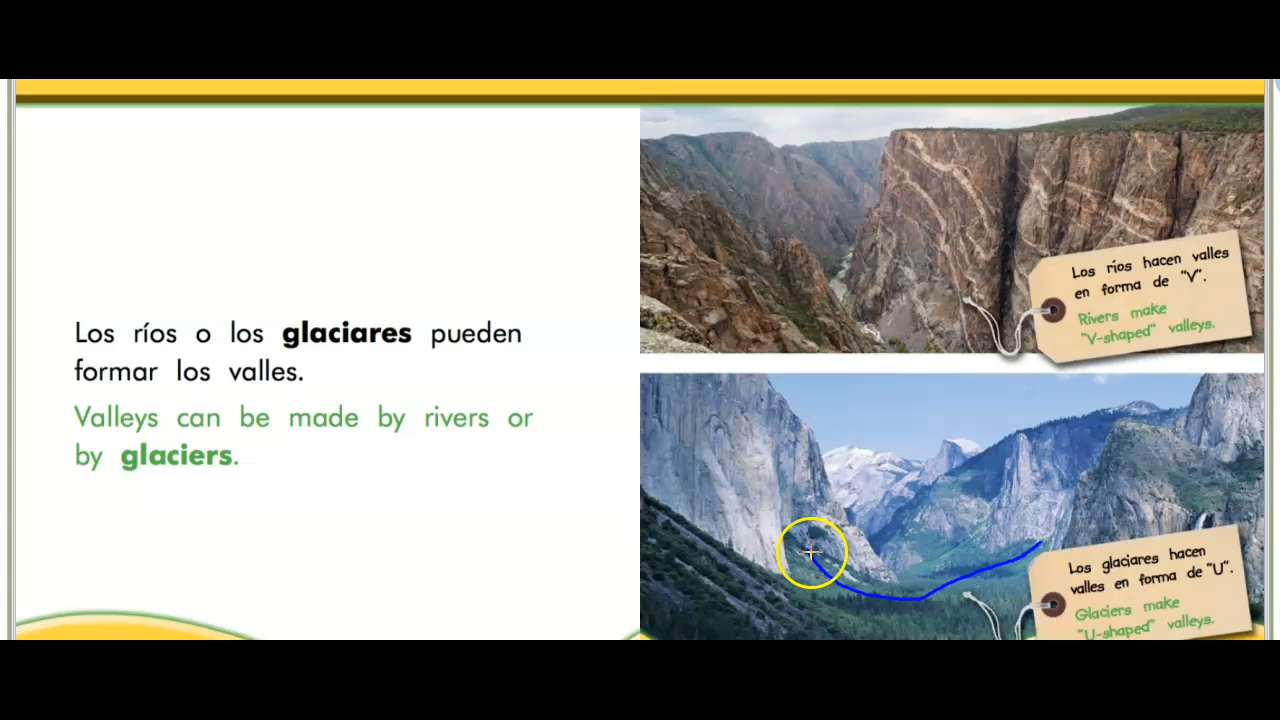 Los ríos o los glaciares pueden
formar los valles.
Valleys can be made by rivers or
by glaciers.
Los ríos hacen valles
en forma de "V".
Rivers make
"V-shaped" valleys.
Los glaciares hacen
valles en forma de "U".
Glaciers make
"U-shaped" valleys.